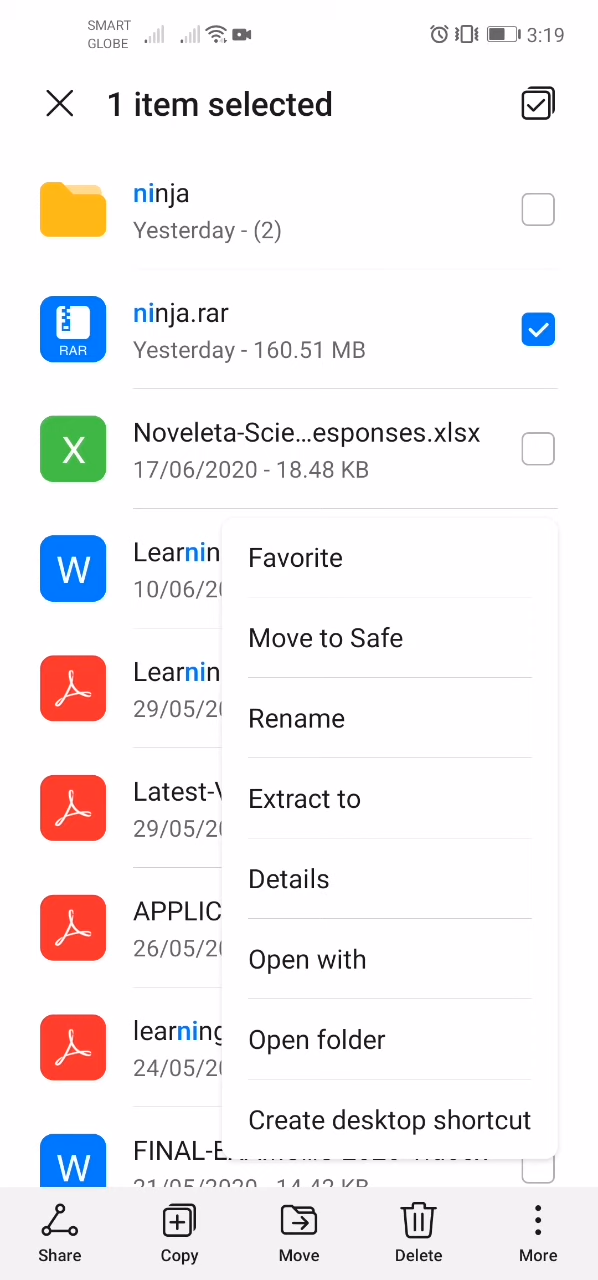 SMART
GLOBE
3:19
1 item selected
ninja
Yesterday - (2)
ninja.rar
Yesterday - 160.51 MB
RAR
Noveleta-Scie...esponses.xlsx
17/06/2020 - 18.48 KB
X
Learnin
10/06/20
W
Learnin
29/05/20
Latest-V
29/05/20
APPLIC
26/05/20
learning
24/05/20
FINAL-E
W
Favorite
Move to Safe
Rename
Extract to
Details
Open with
Open folder
Create desktop shortcut
Share
Copy
Move
Delete
More